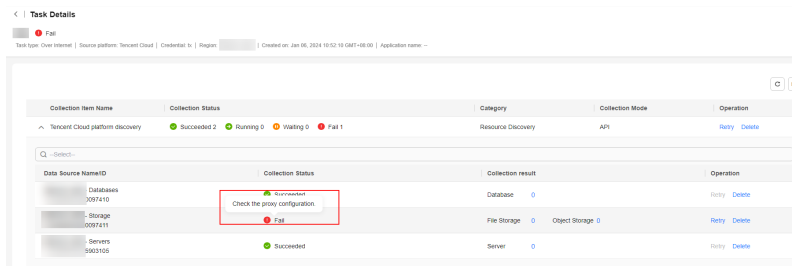 < | Task Details
Fail
Task type: Over Internet | Source platform: Tencent Cloud | Credential: tx | Region: | Created on: Jan 08, 2024 10:52:10 GMT+08:00 | Application name: --
Collection Item Name Collection Status Category Collection Mode Operation
Tencent Cloud platform discovery Succeeded 2 Running 0 Waiting 0 Fail 1 Resource Discovery API Retry Delete
--Select--
Data Source Name/ID Collection Status Collection result Operation
Databases
0097410 Succeeded Database 0 Retry Delete
Check the proxy configuration.
- Storage
0097411 Fail File Storage 0 Object Storage 0 Retry Delete
- Servers
5903105 Succeeded Server 0 Retry Delete